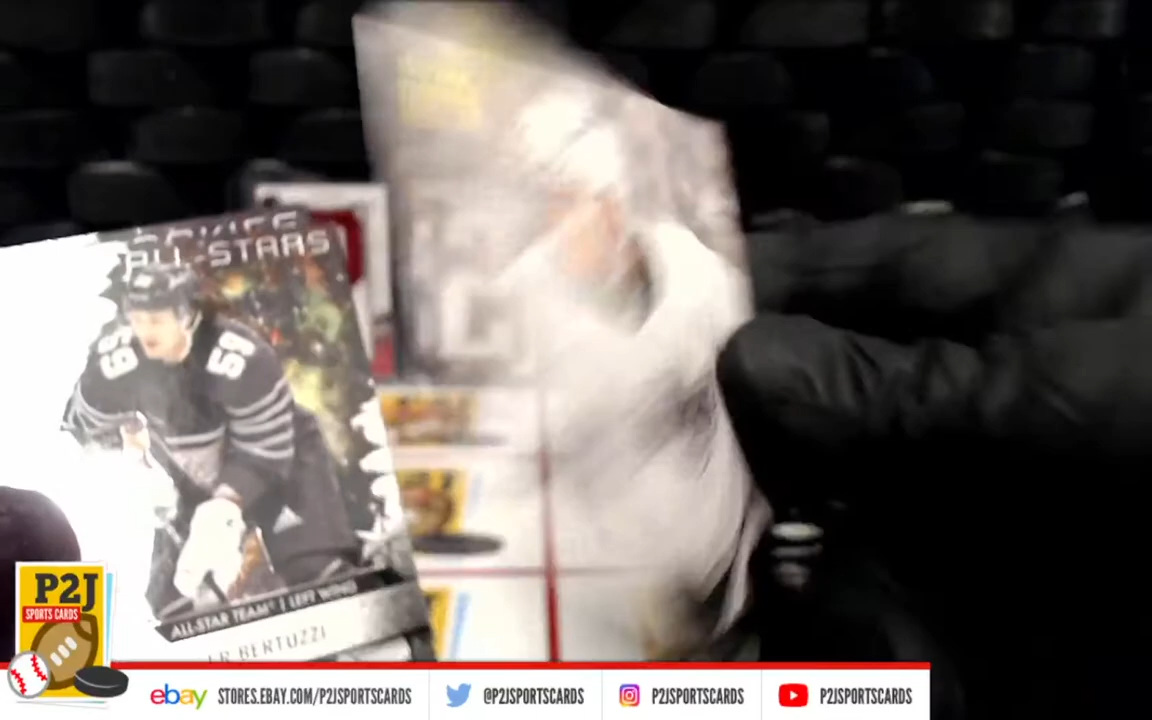 ALL-STARS
59
59
ALL-STAR TEAM | LEFT WING
BERTUZZI
P2J
SPORTS CARDS
ebay STORES.EBAY.COM/P2JSPORTSCARDS
@P2JSPORTSCARDS
P2JSPORTSCARDS
P2JSPORTSCARDS